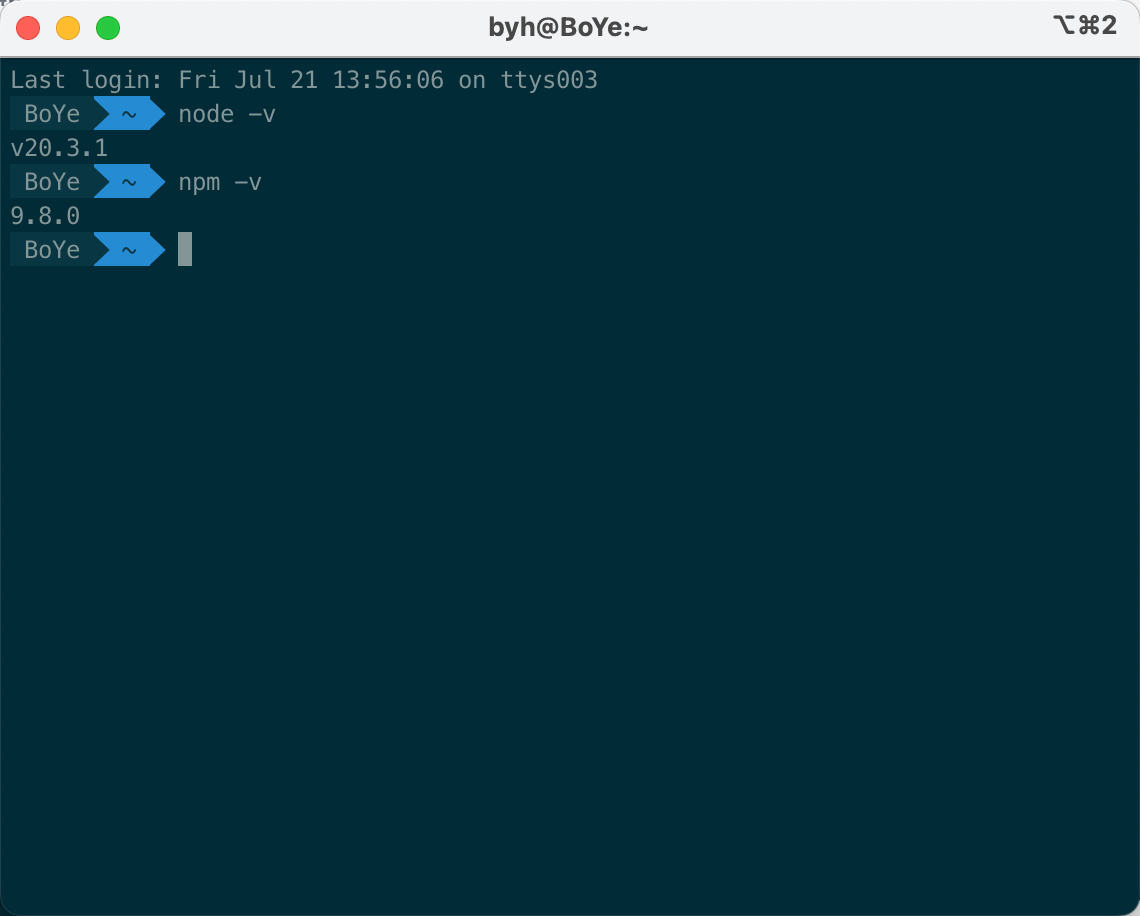 byh@BoYe:~
⌥⌘2
Last login: Fri Jul 21 13:56:06 on ttys003
BoYe ~ node -v
v20.3.1
BoYe ~ npm -v
9.8.0
BoYe ~